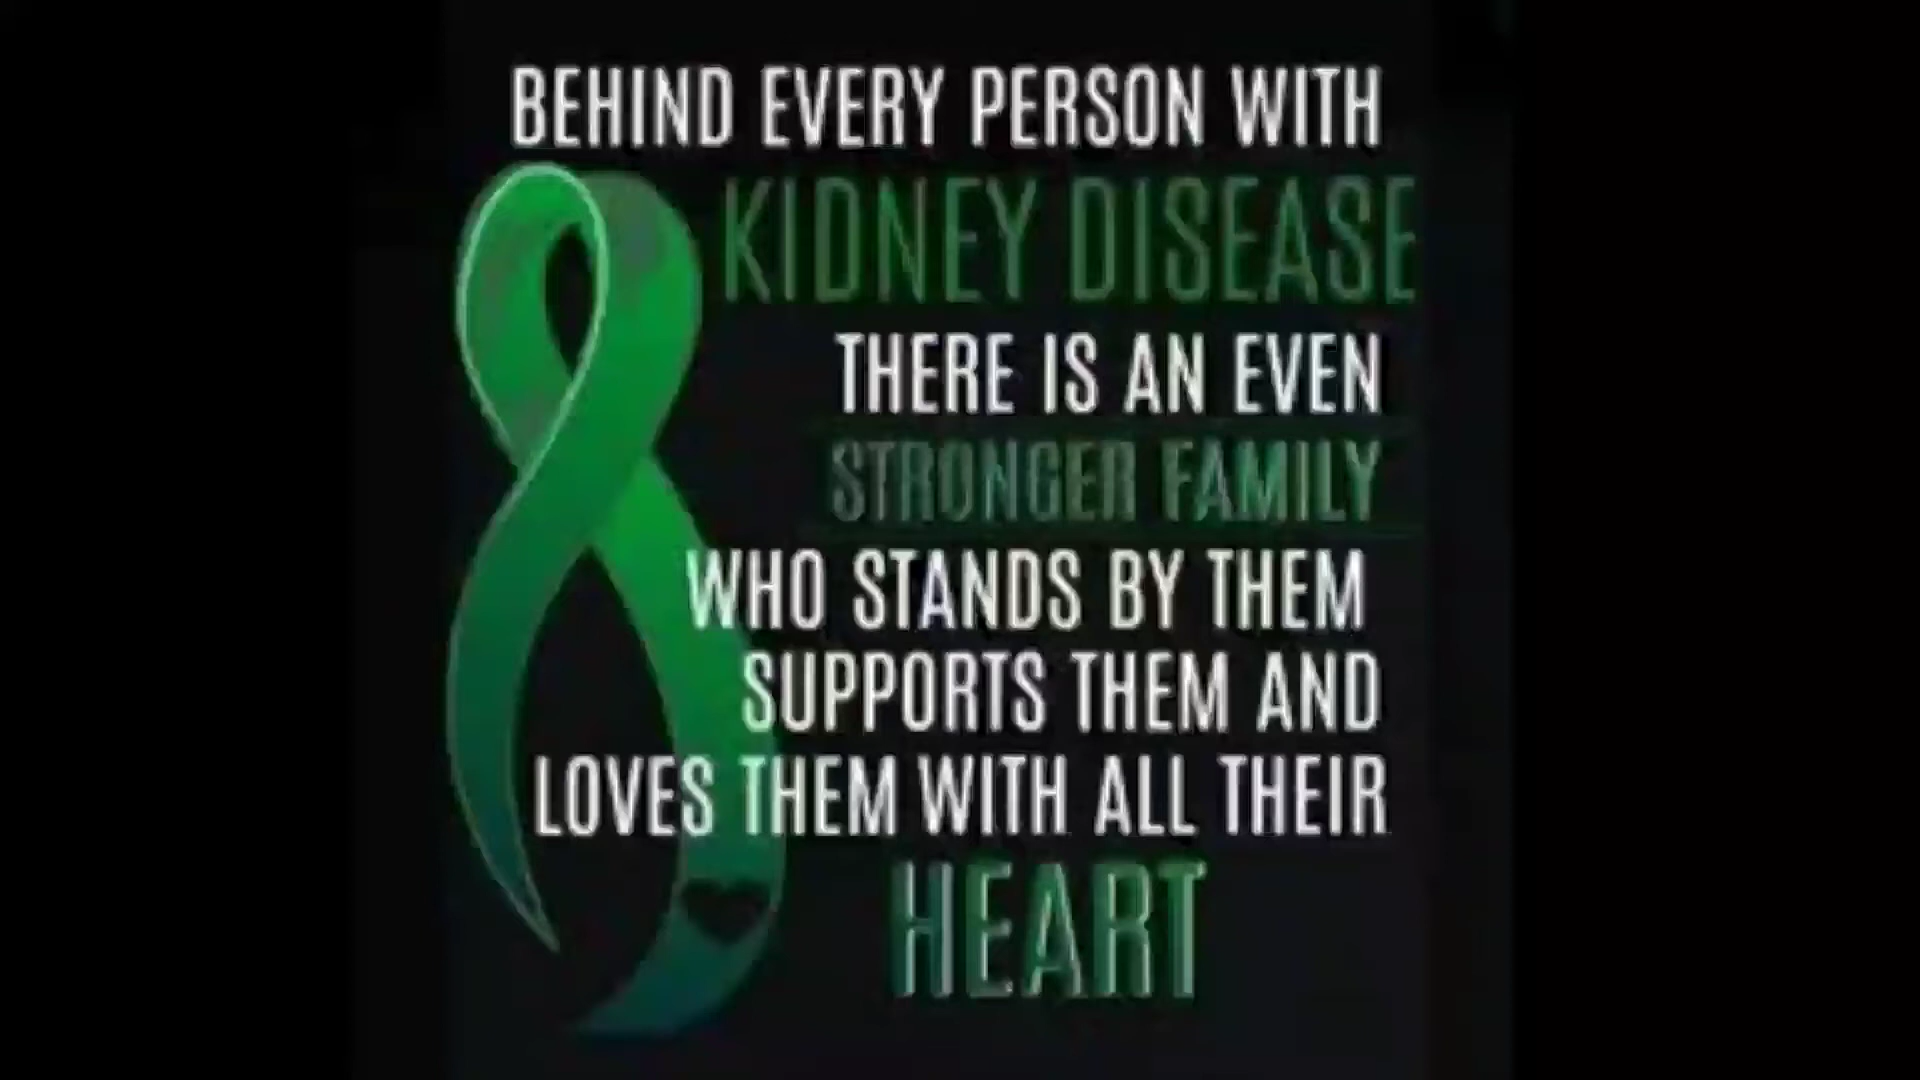 BEHIND EVERY PERSON WITH
KIDNEY DISEASE
THERE IS AN EVEN
STRONGER FAMILY
WHO STANDS BY THEM
SUPPORTS THEM AND
LOVES THEM WITH ALL THEIR
HEART